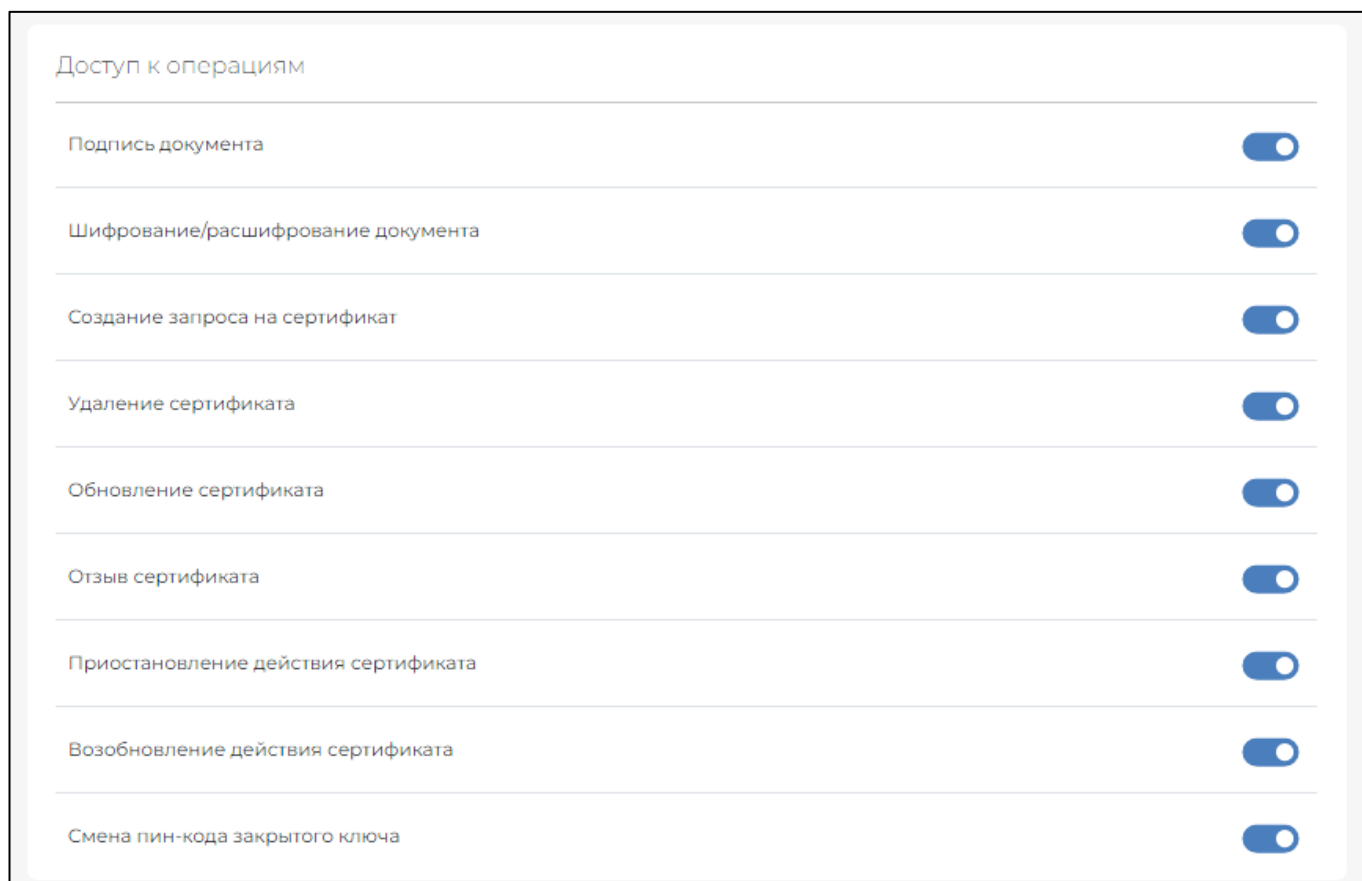 Доступ к операциям
Подпись документа
Шифрование/расшифрование документа
Создание запроса на сертификат
Удаление сертификата
Обновление сертификата
Отзыв сертификата
Приостановление действия сертификата
Возобновление действия сертификата
Смена пин-кода закрытого ключа